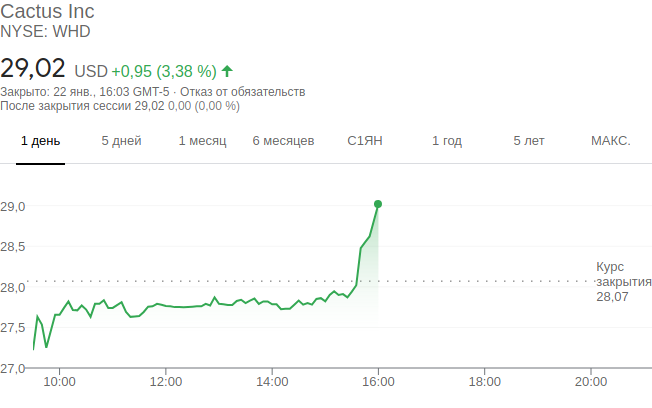 Cactus Inc
NYSE: WHD
29,02 USD +0,95 (3,38 %)
Закрыто: 22 янв., 16:03 GMT-5 · Отказ от обязательств
После закрытия сессии 29,02 0,00 (0,00 %)
1 день 5 дней 1 месяц 6 месяцев С1ЯН 1 год 5 лет МАКС.
29,0
28,5
Курс
28,0 закрытия
28,07
27,5
27,0
10:00 12:00 14:00 16:00 18:00 20:00